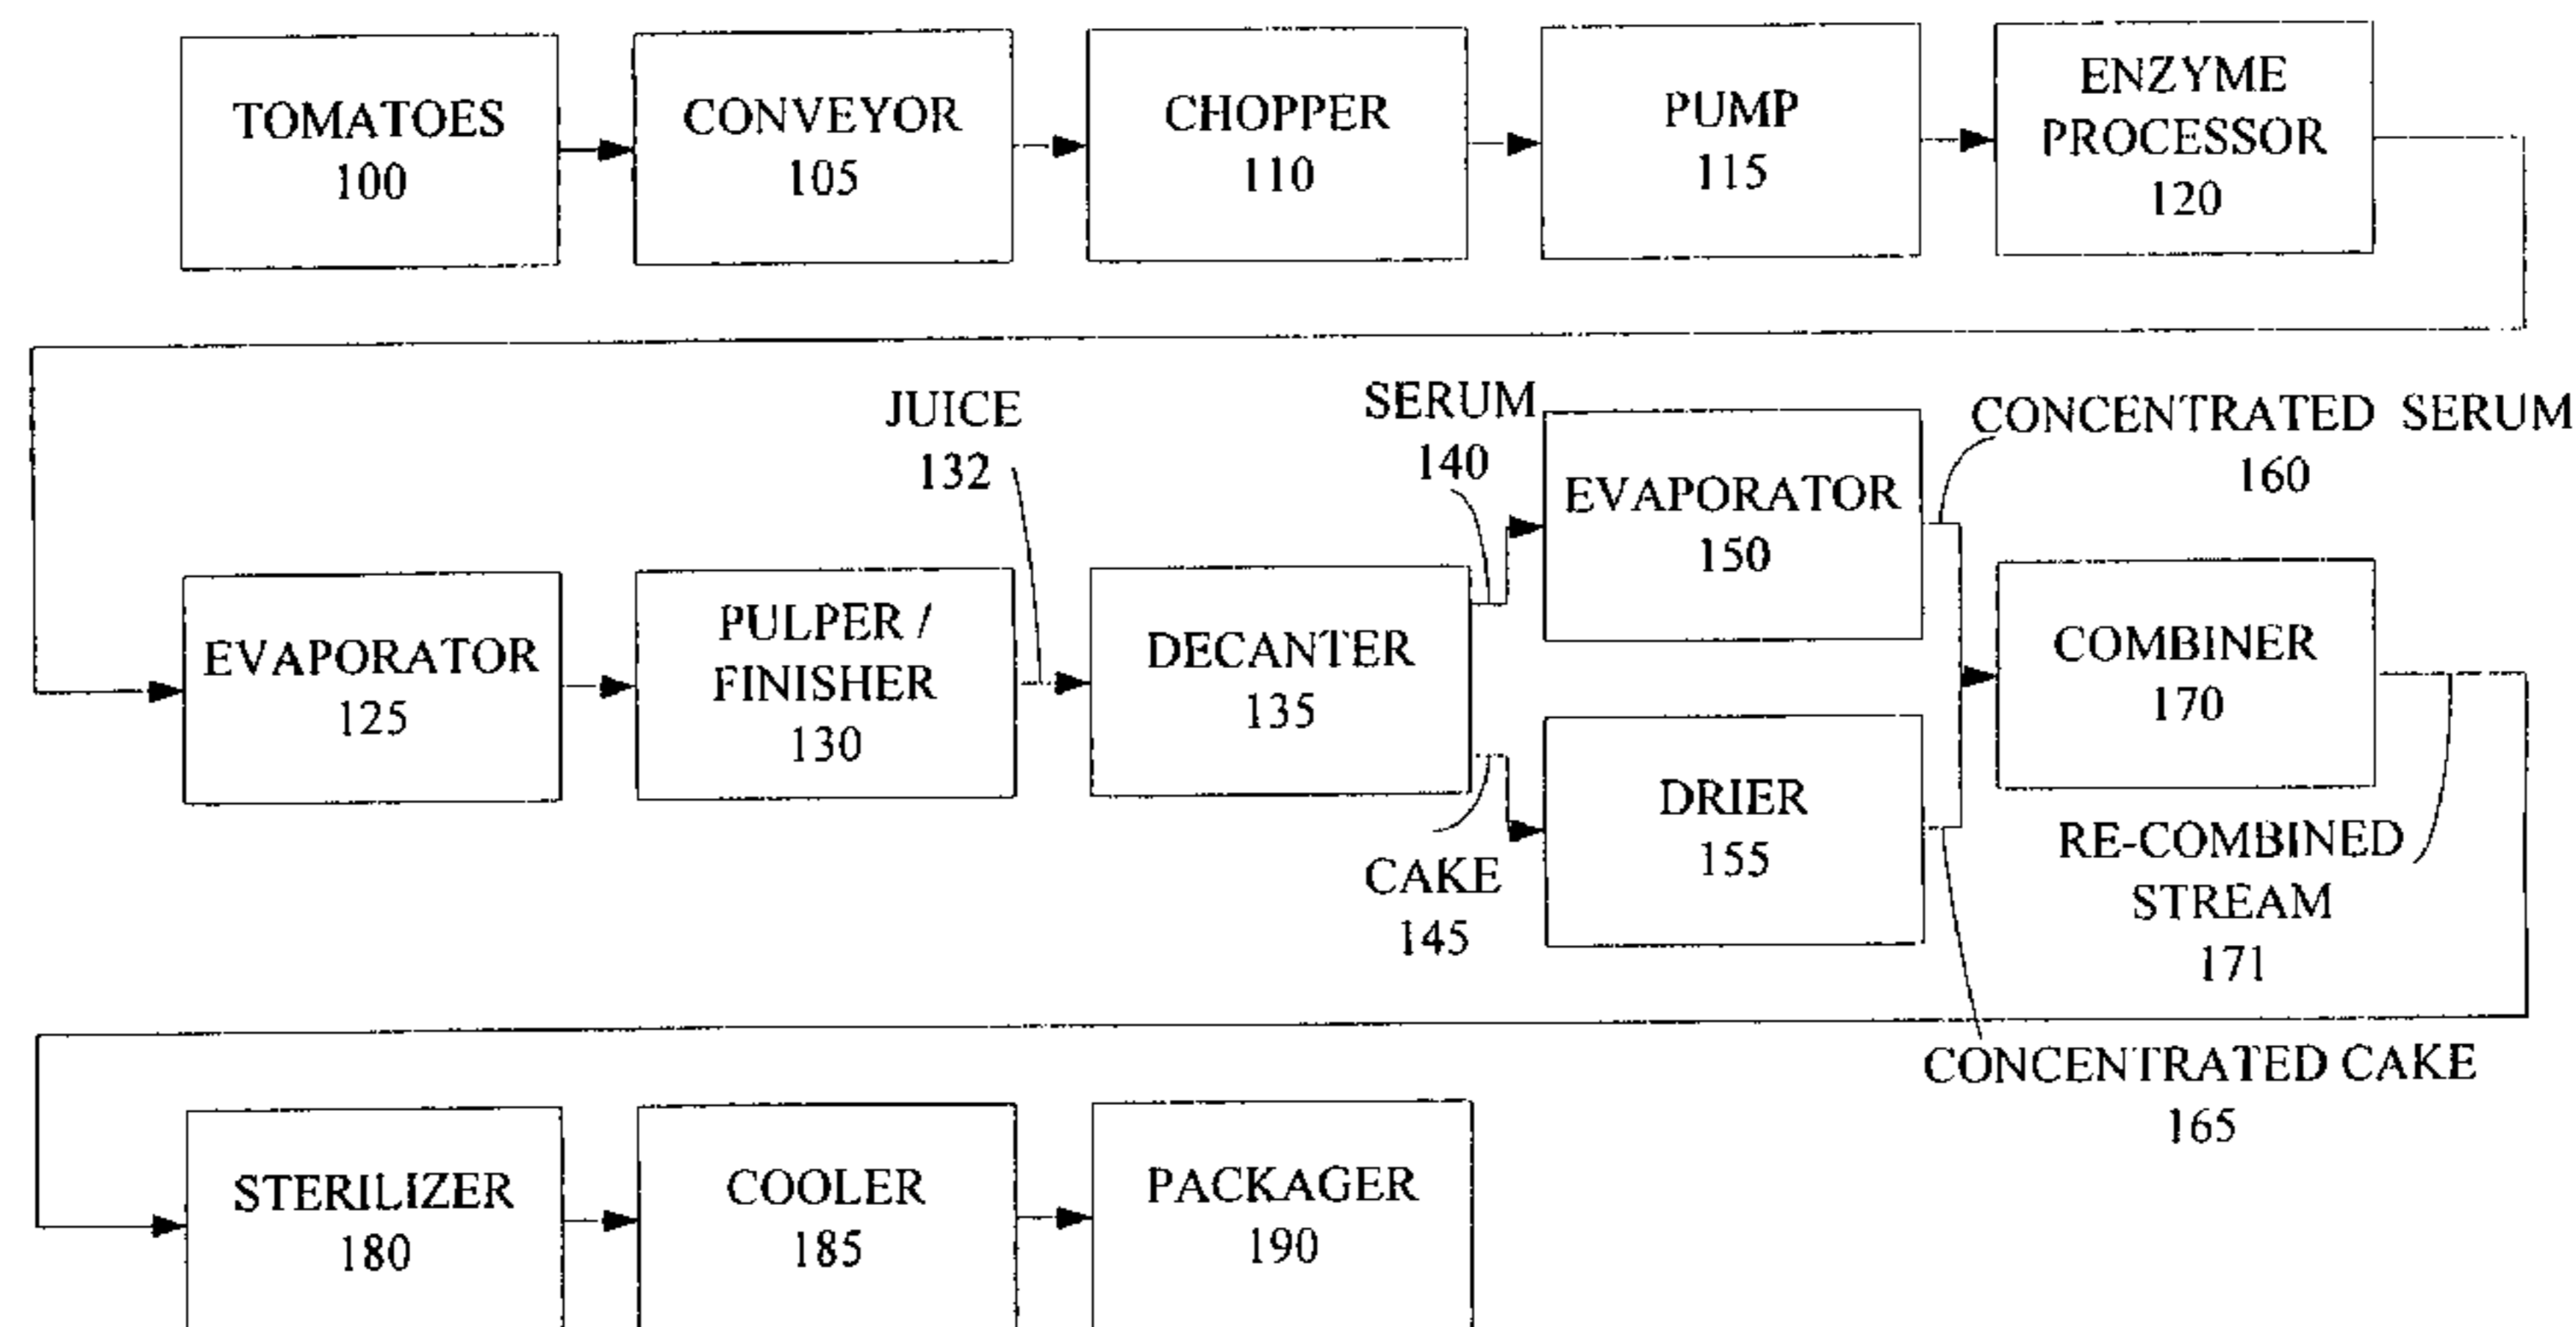 TOMATOES
100
CONVEYOR
105
CHOPPER
110
PUMP
115
ENZYME
PROCESSOR
120
JUICE
132
SERUM
140
EVAPORATOR
150
CONCENTRATED SERUM
160
EVAPORATOR
125
PULPER /
FINISHER
130
DECANTER
135
COMBINER
170
CAKE
145
DRIER
155
RE-COMBINED
STREAM
171
CONCENTRATED CAKE
165
STERILIZER
180
COOLER
185
PACKAGER
190